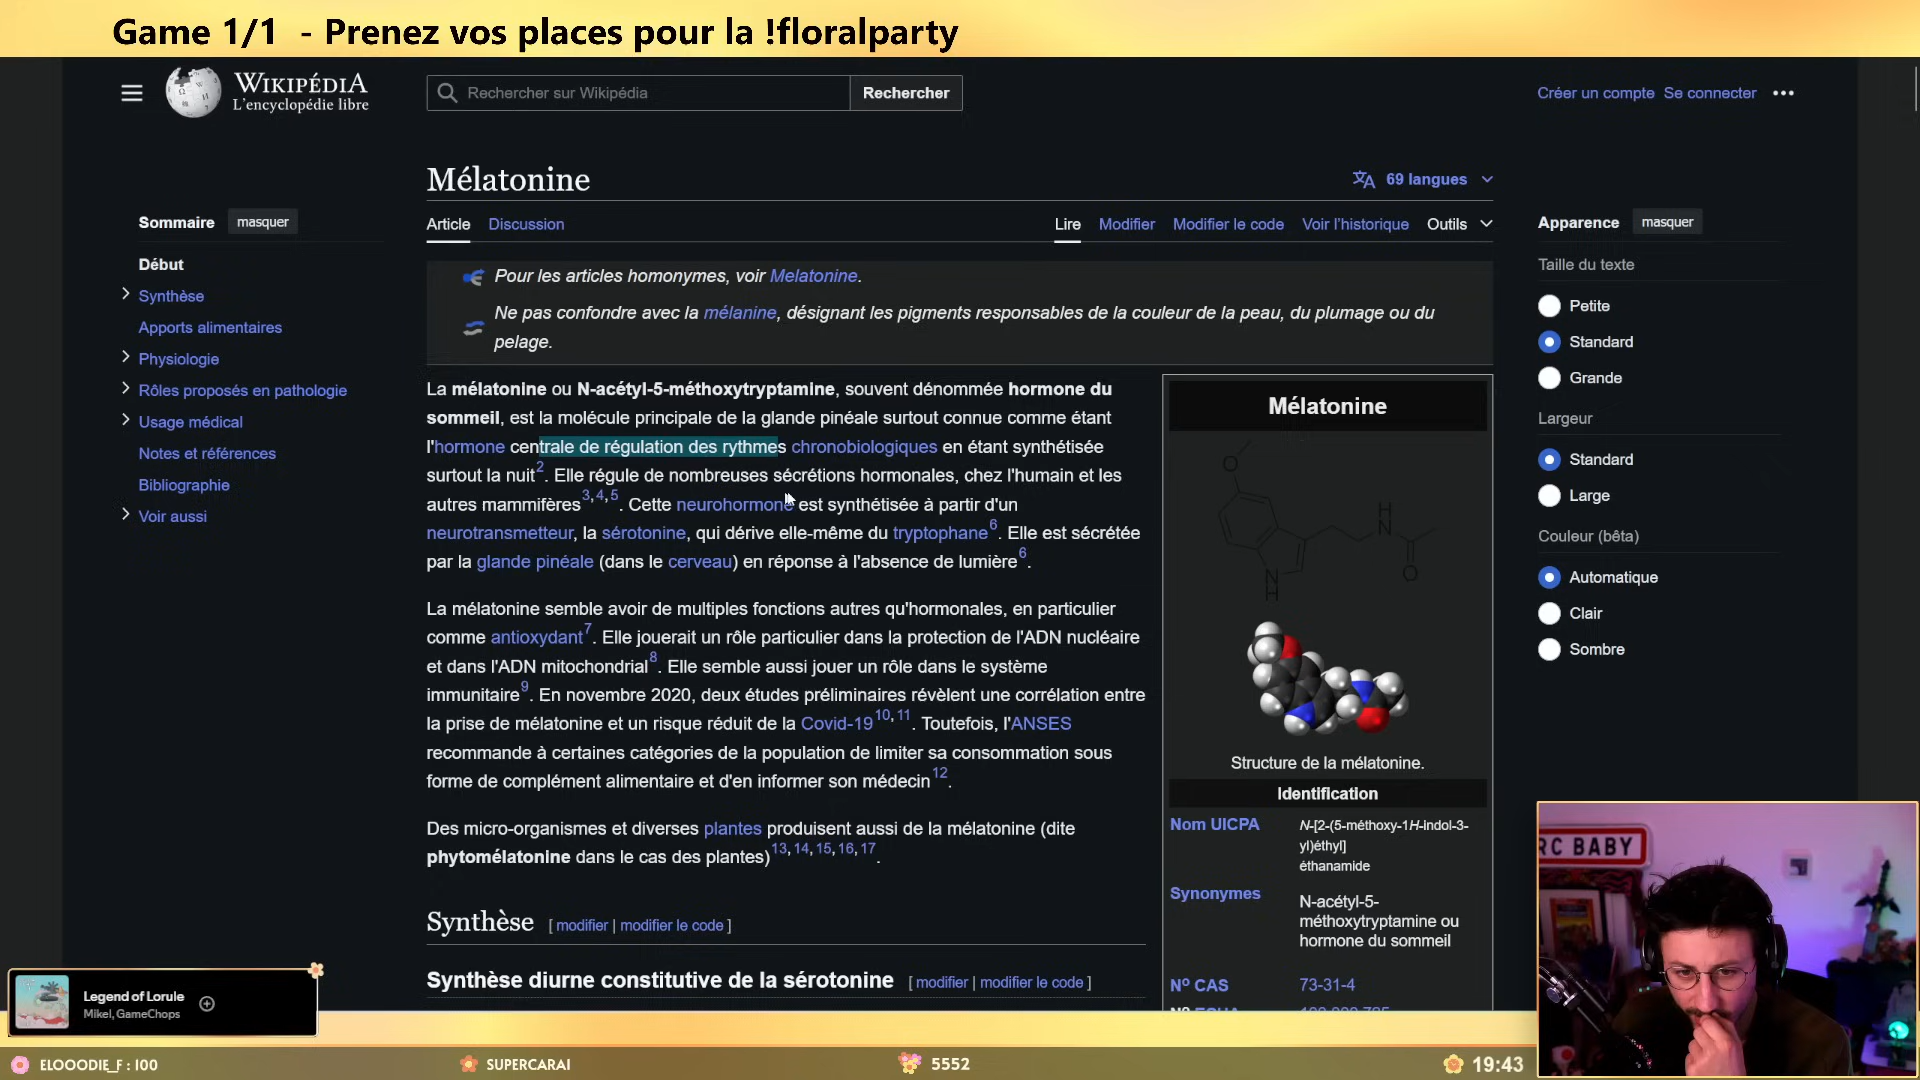 Game 1/1 - Prenez vos places pour la !floralparty
WIKIPÉDIA
L'encyclopédie libre
Rechercher sur Wikipédia
Rechercher
Créer un compte
Se connecter
Mélatonine
69 langues
Article
Discussion
Lire
Modifier
Modifier le code
Voir l'historique
Outils
Sommaire
masquer
Début
Synthèse
Apports alimentaires
Physiologie
Rôles proposés en pathologie
Usage médical
Notes et références
Bibliographie
Voir aussi
Pour les articles homonymes, voir Melatonine.
Ne pas confondre avec la mélanine, désignant les pigments responsables de la couleur de la peau, du plumage ou du
pelage.
La mélatonine ou N-acétyl-5-méthoxytryptamine, souvent dénommée hormone du
sommeil, est la molécule principale de la glande pinéale surtout connue comme étant
l'hormone centrale de régulation des rythmes chronobiologiques en étant synthétisée
surtout la nuit2. Elle régule de nombreuses sécrétions hormonales, chez l'humain et les
autres mammifères3,4,5. Cette neurohormone est synthétisée à partir d'un
neurotransmetteur, la sérotonine, qui dérive elle-même du tryptophane6. Elle est sécrétée
par la glande pinéale (dans le cerveau) en réponse à l'absence de lumière6.
La mélatonine semble avoir de multiples fonctions autres qu'hormonales, en particulier
comme antioxydant7. Elle jouerait un rôle particulier dans la protection de l'ADN nucléaire
et dans l'ADN mitochondrial8. Elle semble aussi jouer un rôle dans le système
immunitaire9. En novembre 2020, deux études préliminaires révèlent une corrélation entre
la prise de mélatonine et un risque réduit de la Covid-1910,11. Toutefois, l'ANSES
recommande à certaines catégories de la population de limiter sa consommation sous
forme de complément alimentaire et d'en informer son médecin12.
Des micro-organismes et diverses plantes produisent aussi de la mélatonine (dite
phytomélatonine dans le cas des plantes)13,14,15,16,17.
Synthèse [ modifier | modifier le code ]
Synthèse diurne constitutive de la sérotonine [ modifier | modifier le code ]
Mélatonine
O
H
N
O
NH
Structure de la mélatonine.
Identification
Nom UICPA
N-[2-(5-méthoxy-1H-indol-3-
yl)éthyl]
éthanamide
Synonymes
N-acétyl-5-
méthoxytryptamine ou
hormone du sommeil
No CAS
73-31-4
Apparence
masquer
Taille du texte
Petite
Standard
Grande
Largeur
Standard
Large
Couleur (bêta)
Automatique
Clair
Sombre
RC BABY
Legend of Lorule
Mikel, GameChops
ELOOODIE_F : 100
SUPERCARAI
5552
19:43